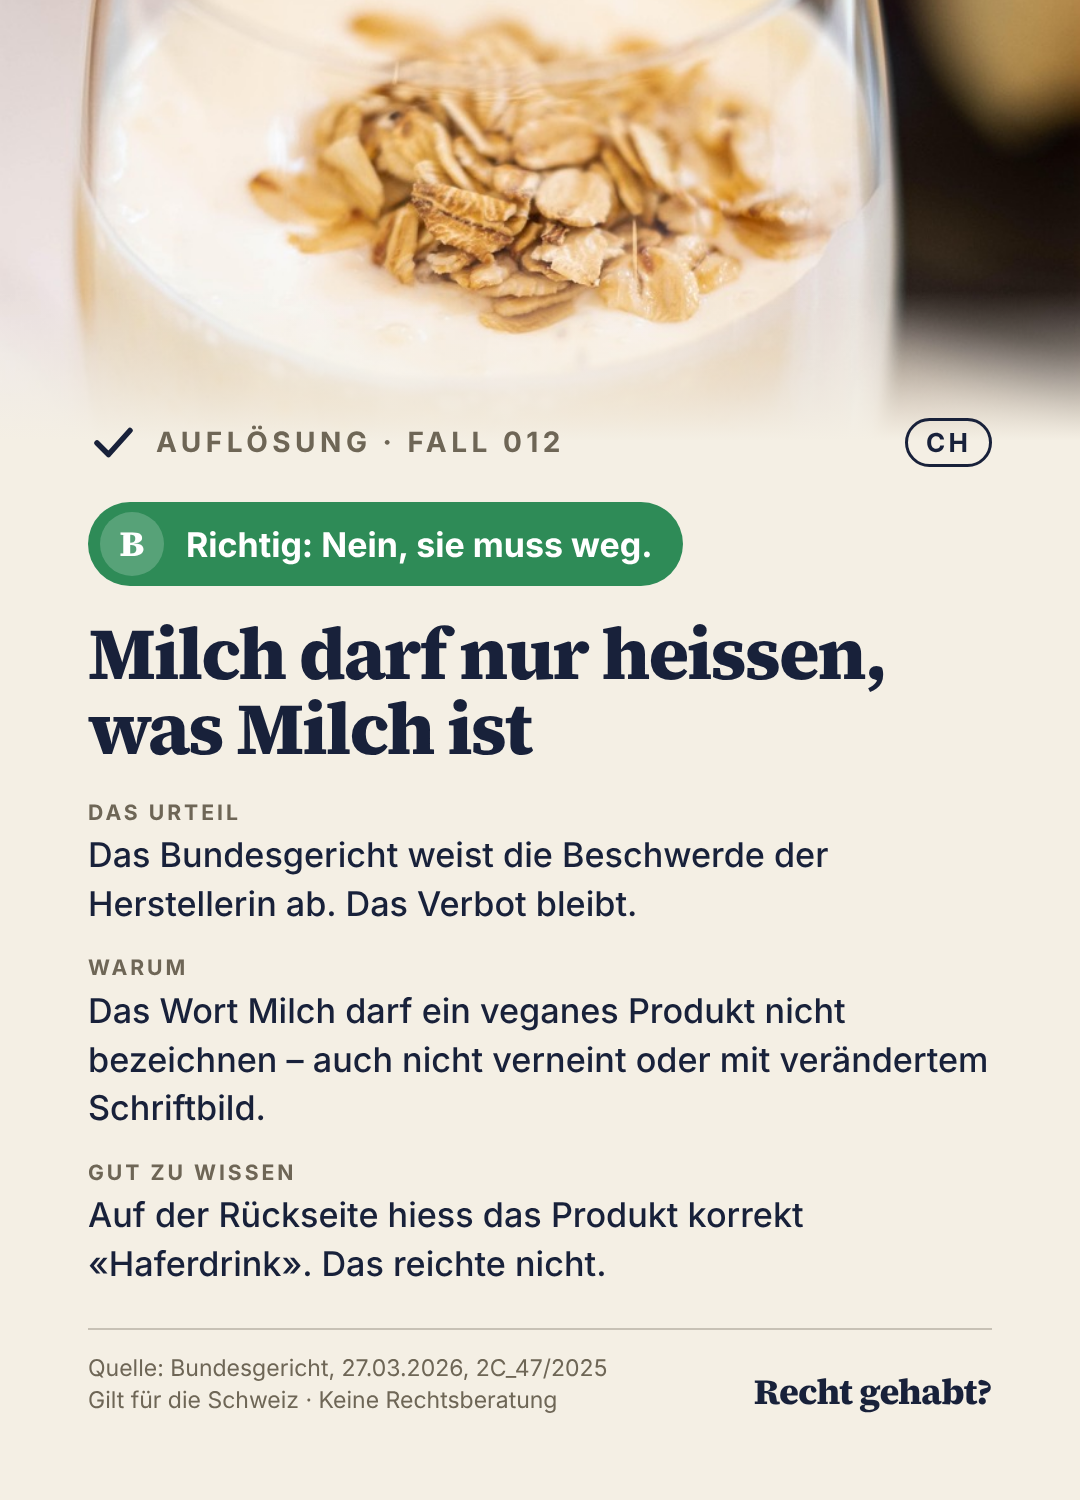 AUFLÖSUNG · FALL 012
CH
B Richtig: Nein, sie muss weg.
Milch darf nur heissen,
was Milch ist
DAS URTEIL
Das Bundesgericht weist die Beschwerde der
Herstellerin ab. Das Verbot bleibt.
WARUM
Das Wort Milch darf ein veganes Produkt nicht
bezeichnen – auch nicht verneint oder mit verändertem
Schriftbild.
GUT ZU WISSEN
Auf der Rückseite hiess das Produkt korrekt
«Haferdrink». Das reichte nicht.
Quelle: Bundesgericht, 27.03.2026, 2C_47/2025
Gilt für die Schweiz · Keine Rechtsberatung
Recht gehabt?